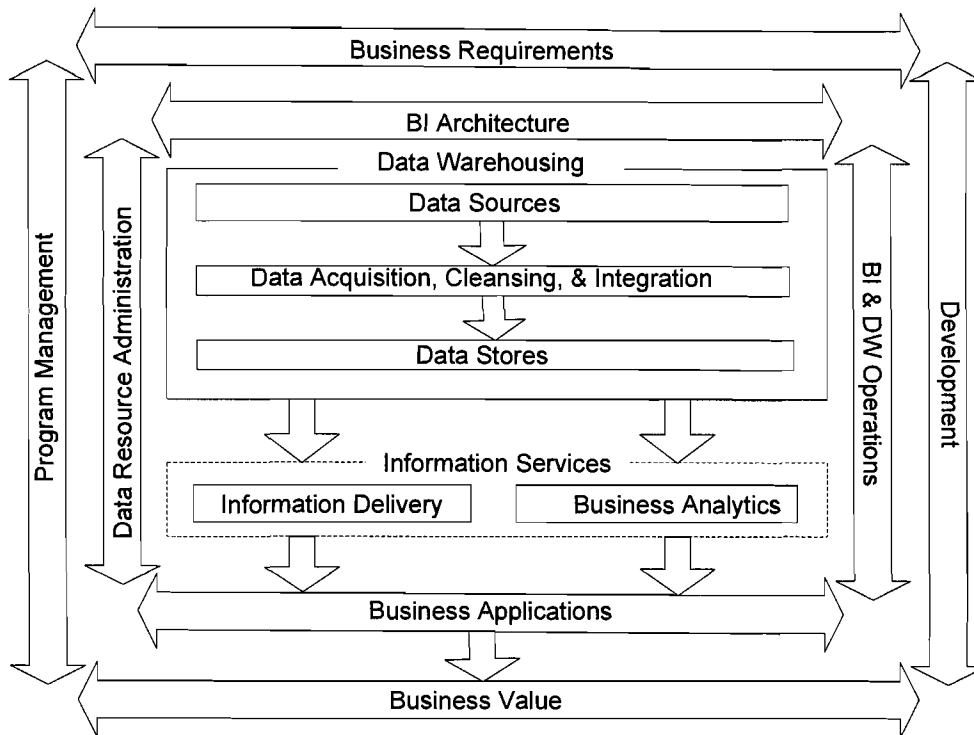 Business Requirements
BI Architecture
Program Management
Data Resource Administration
Data Warehousing
Data Sources
Data Acquisition, Cleansing, & Integration
Data Stores
Information Services
Information Delivery
Business Analytics
BI & DW Operations
Development
Business Applications
Business Value